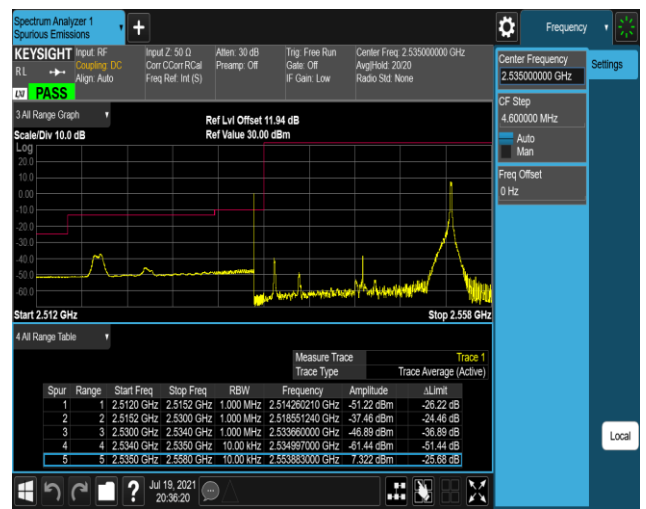 Spectrum Analyzer 1
Spurious Emissions
Frequency
KEYSIGHT
RL
Input: RF
Coupling: DC
Align: Auto
Input Z: 50 Ω
Corr CCorr RCal
Freq Ref: Int (S)
Atten: 30 dB
Preamp: Off
Trig: Free Run
Gate: Off
IF Gain: Low
Center Freq: 2.535000000 GHz
Avg|Hold: 20/20
Radio Std: None
LXI PASS
3 All Range Graph
Ref Lvl Offset 11.94 dB
Scale/Div 10.0 dB
Ref Value 30.00 dBm
Log
20.0
10.0
0.00
-10.0
-20.0
-30.0
-40.0
-50.0
-60.0
Start 2.512 GHz
Stop 2.558 GHz
4 All Range Table
Measure Trace Trace 1
Trace Type Trace Average (Active)
Spur Range Start Freq Stop Freq RBW Frequency Amplitude ΔLimit
1 1 2.5120 GHz 2.5152 GHz 1.000 MHz 2.514260210 GHz -51.22 dBm -26.22 dB
2 2 2.5152 GHz 2.5300 GHz 1.000 MHz 2.518551240 GHz -37.46 dBm -24.46 dB
3 3 2.5300 GHz 2.5340 GHz 1.000 MHz 2.533660000 GHz -46.89 dBm -36.89 dB
4 4 2.5340 GHz 2.5350 GHz 10.00 kHz 2.534997000 GHz -61.44 dBm -51.44 dB
5 5 2.5350 GHz 2.5580 GHz 10.00 kHz 2.553883000 GHz 7.322 dBm -25.68 dB
Jul 19, 2021
20:36:20
Center Frequency
2.535000000 GHz
Settings
CF Step
4.600000 MHz
Auto
Man
Freq Offset
0 Hz
Local